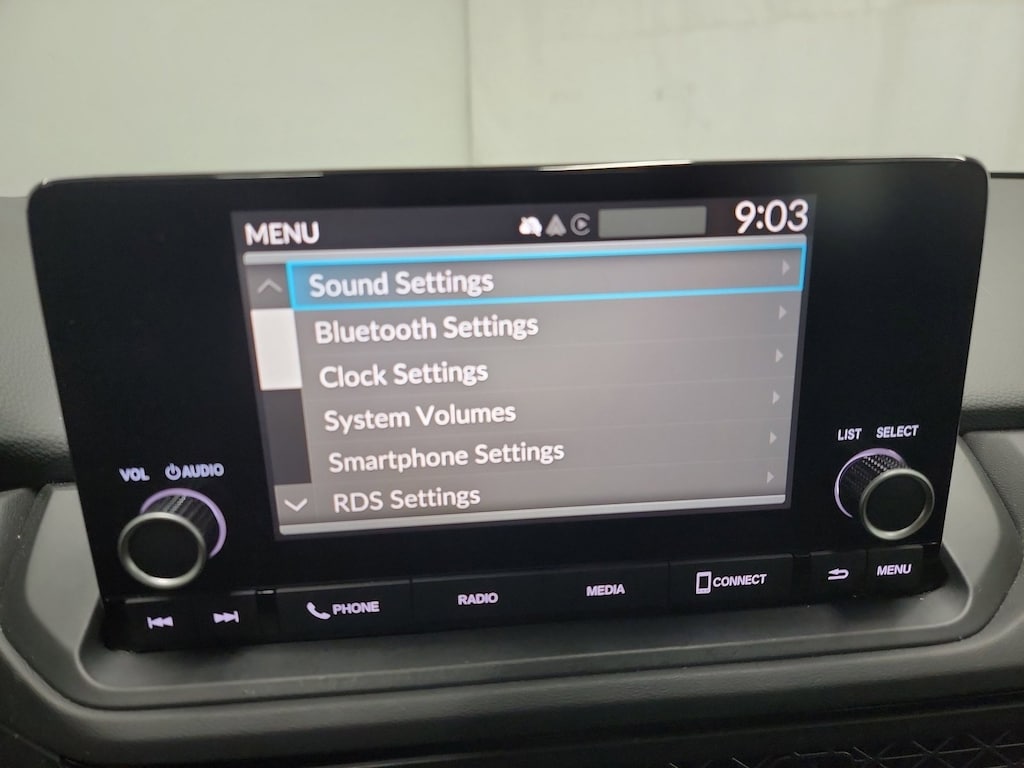 MENU 9:03
Sound Settings
Bluetooth Settings
Clock Settings
System Volumes
Smartphone Settings
RDS Settings
VOL AUDIO
LIST SELECT
PHONE RADIO MEDIA CONNECT MENU